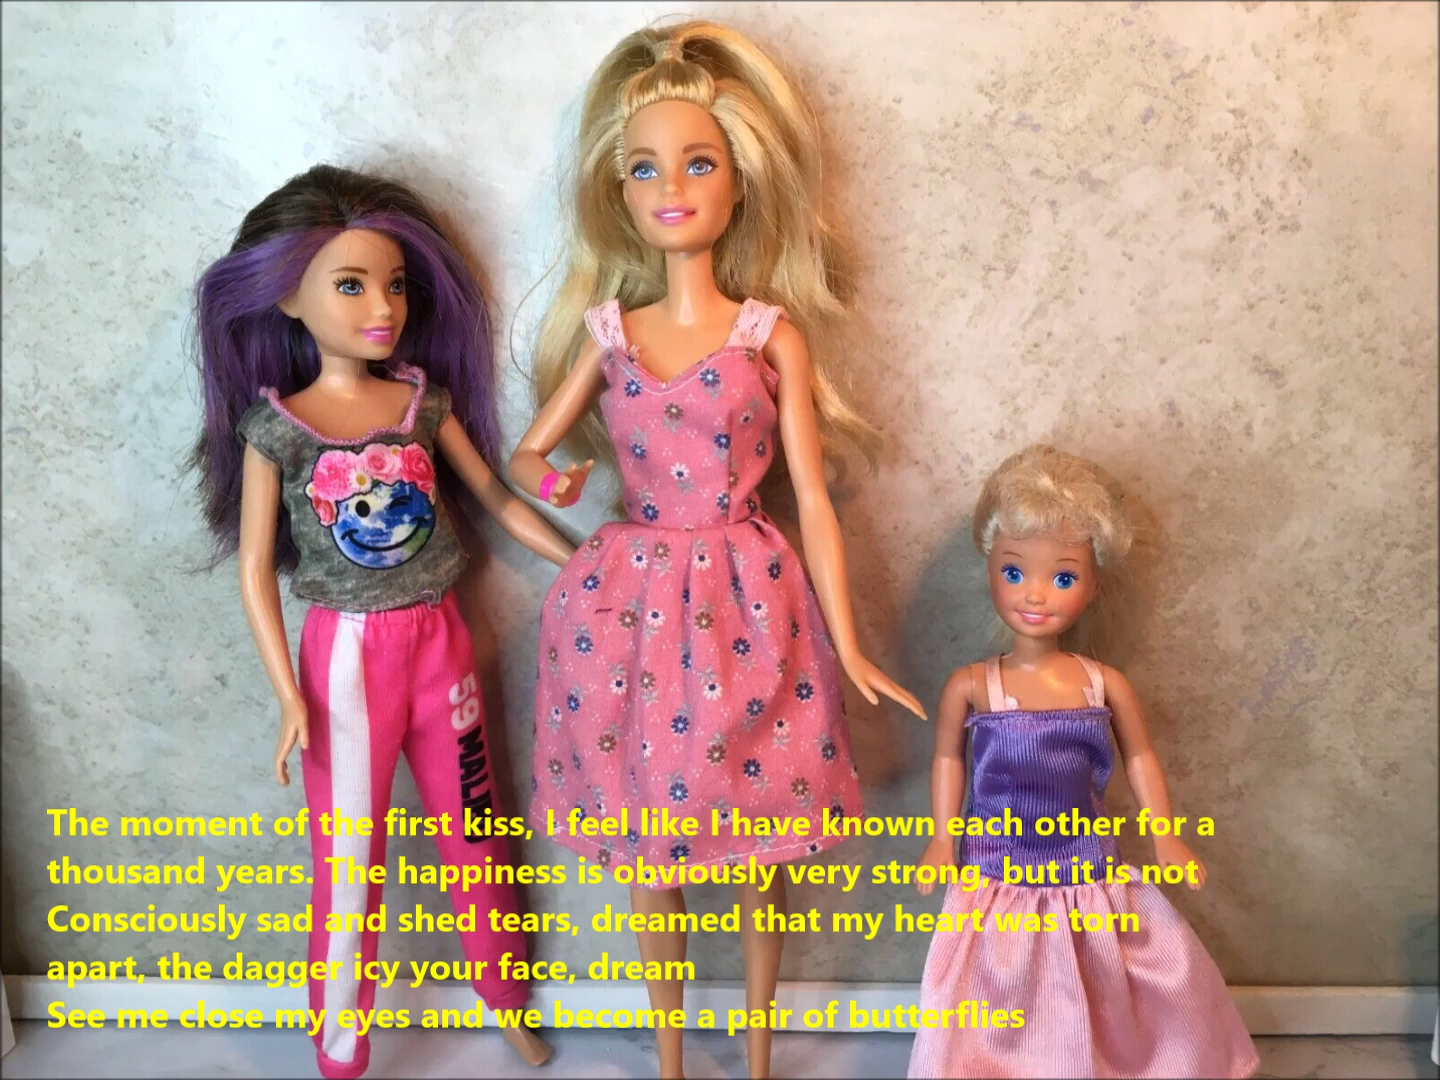 59 MALI
The moment of the first kiss, I feel like I have known each other for a
thousand years. The happiness is obviously very strong, but it is not
Consciously sad and shed tears, dreamed that my heart was torn
apart, the dagger icy your face, dream
See me close my eyes and we become a pair of butterflies